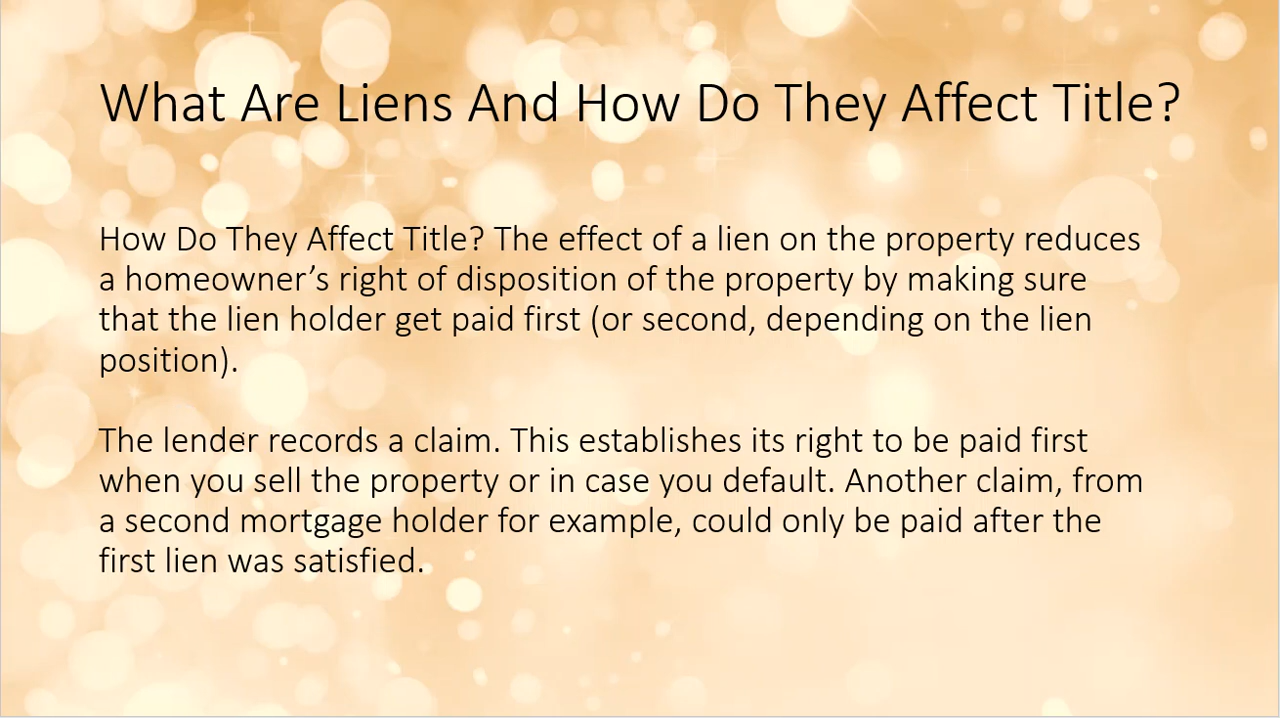 What Are Liens And How Do They Affect Title?
How Do They Affect Title? The effect of a lien on the property reduces
a homeowner’s right of disposition of the property by making sure
that the lien holder get paid first (or second, depending on the lien
position).
The lender records a claim. This establishes its right to be paid first
when you sell the property or in case you default. Another claim, from
a second mortgage holder for example, could only be paid after the
first lien was satisfied.